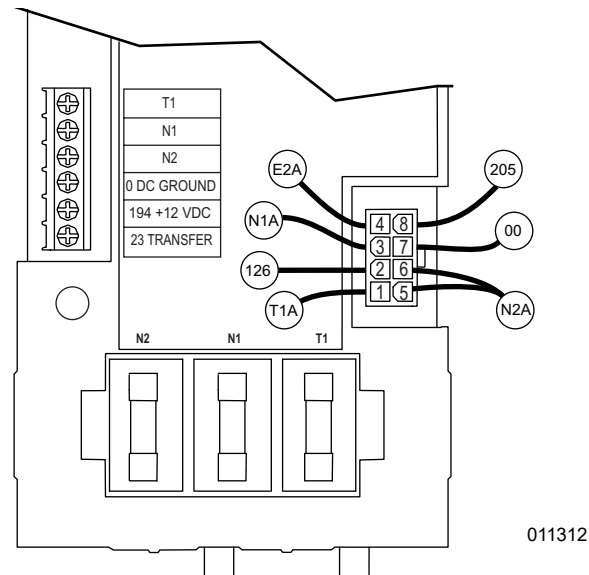 T1
N1
N2
0 DC GROUND
194 +12 VDC
23 TRANSFER
E2A
205
N1A
00
126
T1A
N2A
4 8
3 7
2 6
1 5
N2 N1 T1
011312